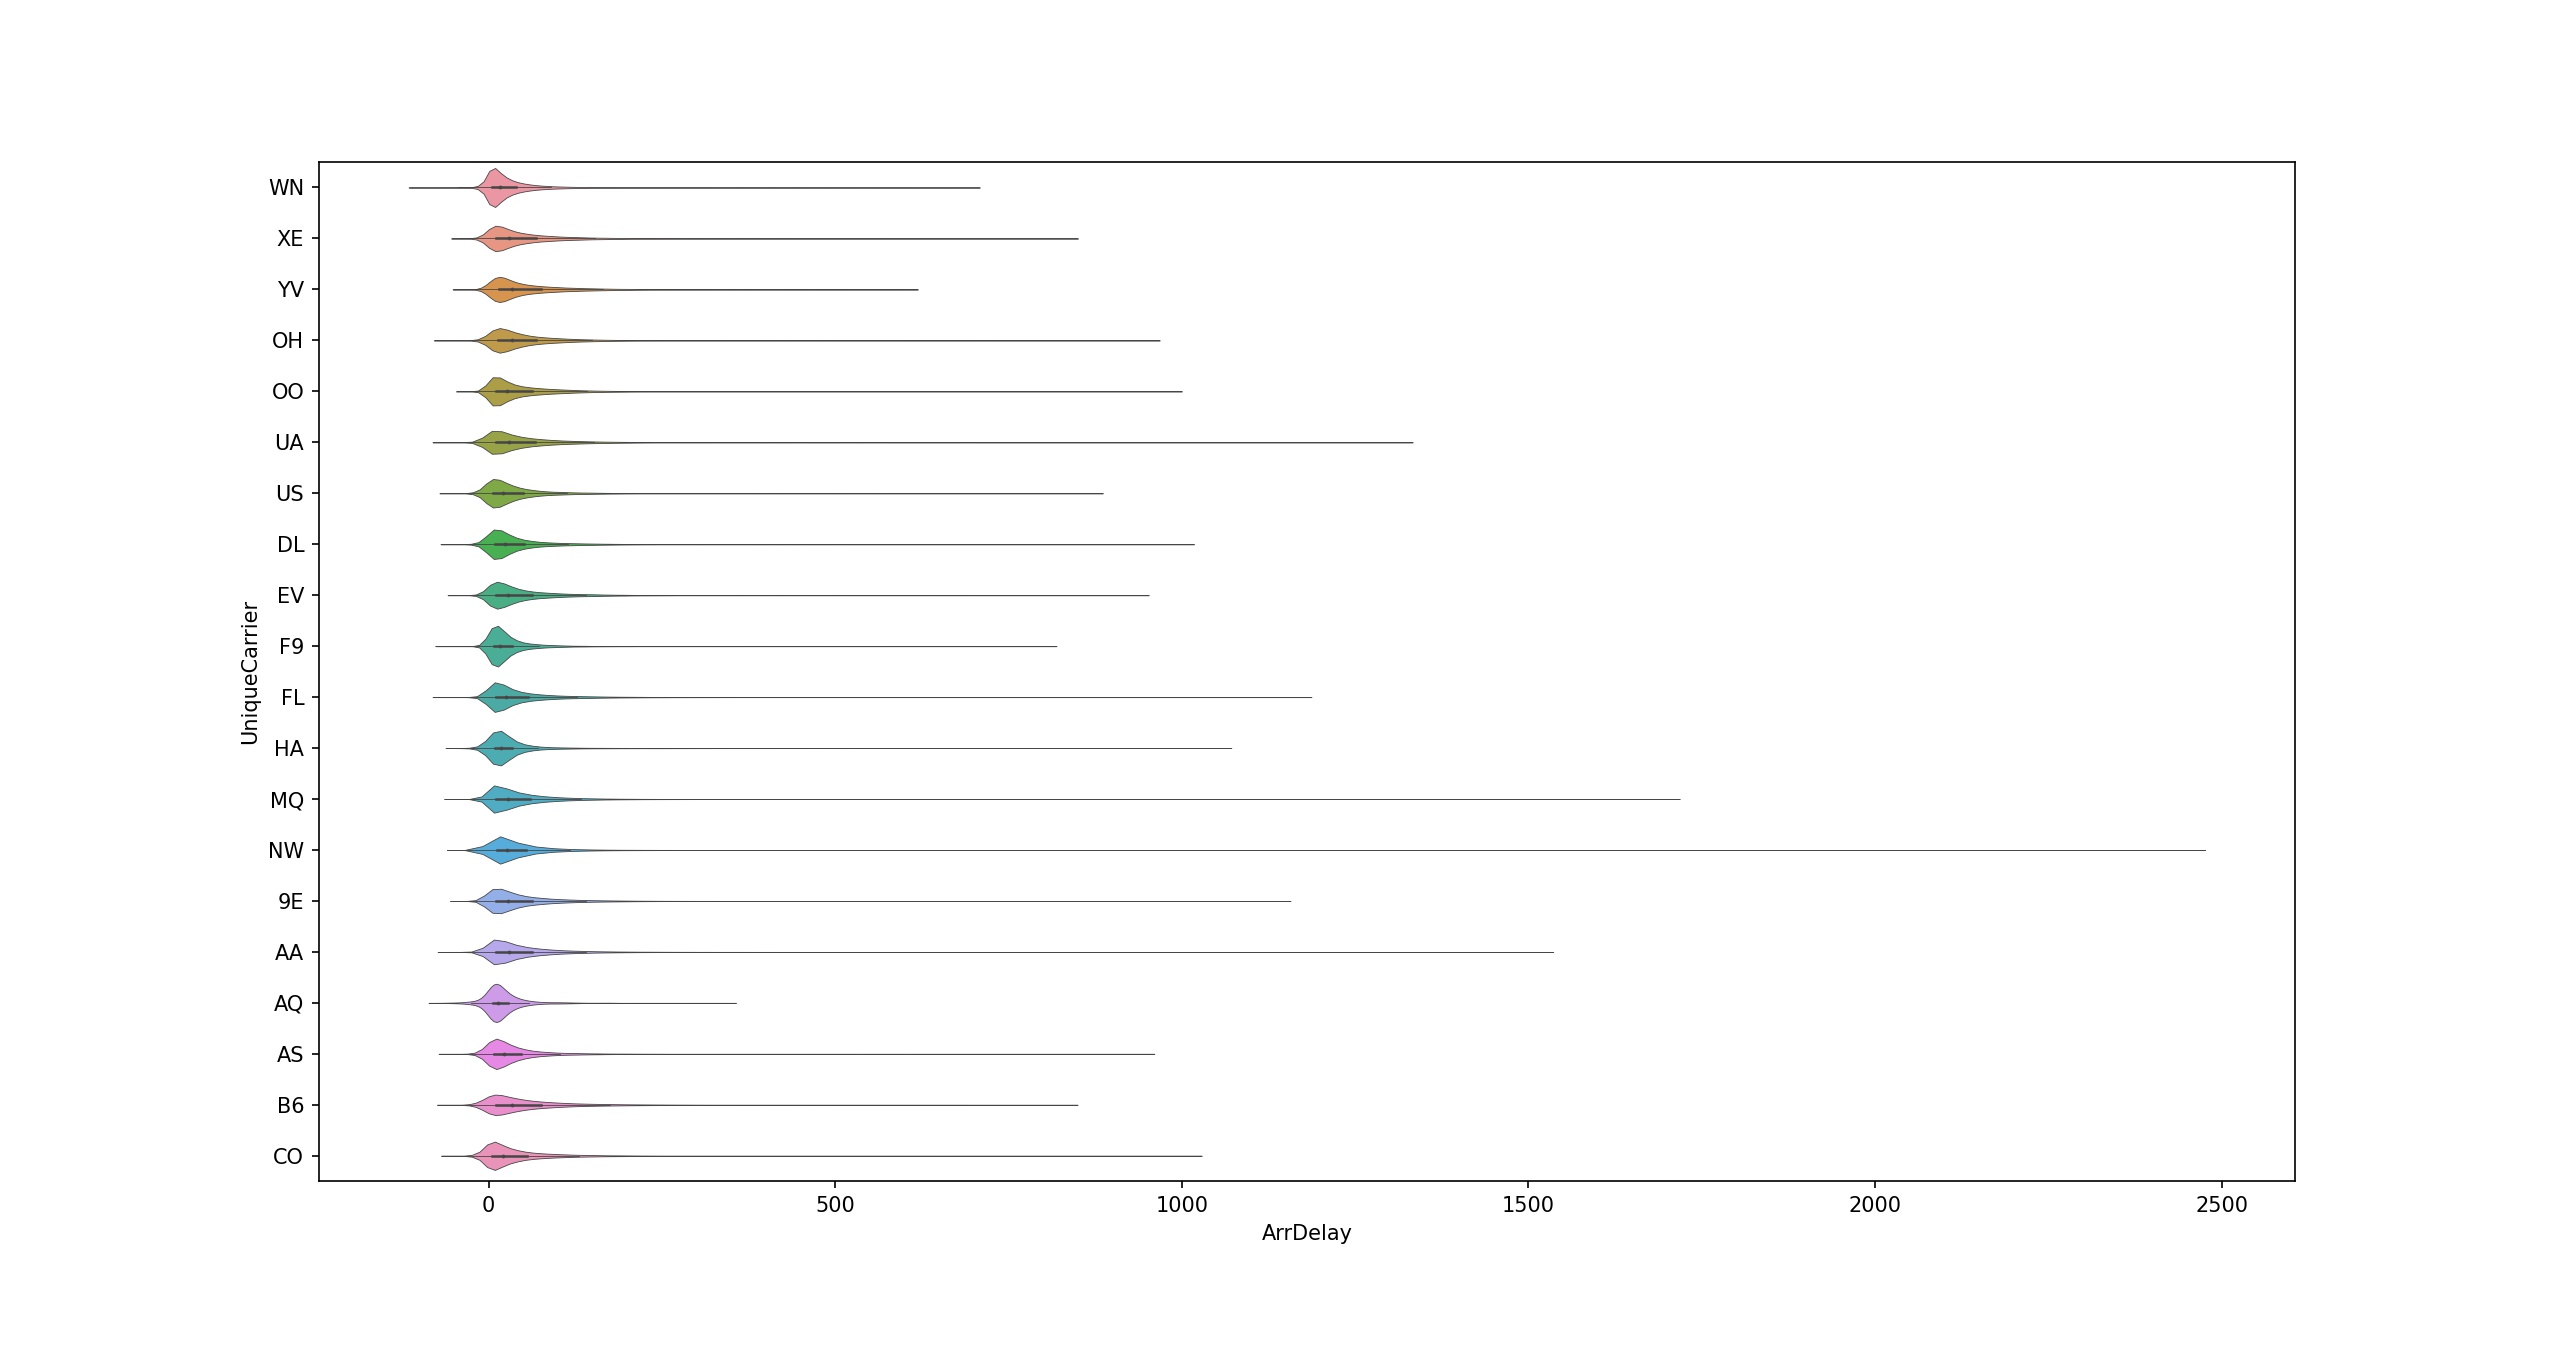 UniqueCarrier
WN
XE
YV
OH
OO
UA
US
DL
EV
F9
FL
HA
MQ
NW
9E
AA
AQ
AS
B6
CO
0 500 1000 1500 2000 2500
ArrDelay